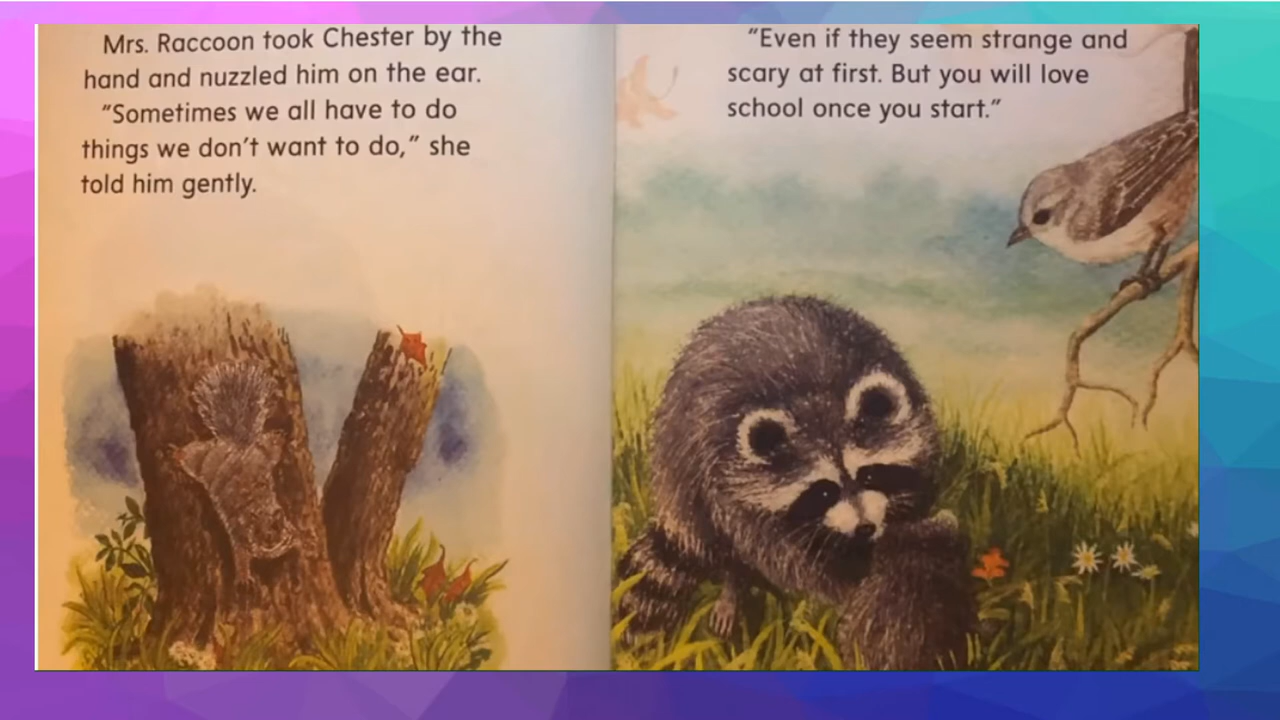 Mrs. Raccoon took Chester by the
hand and nuzzled him on the ear.
"Sometimes we all have to do
things we don't want to do," she
told him gently.
"Even if they seem strange and
scary at first. But you will love
school once you start."